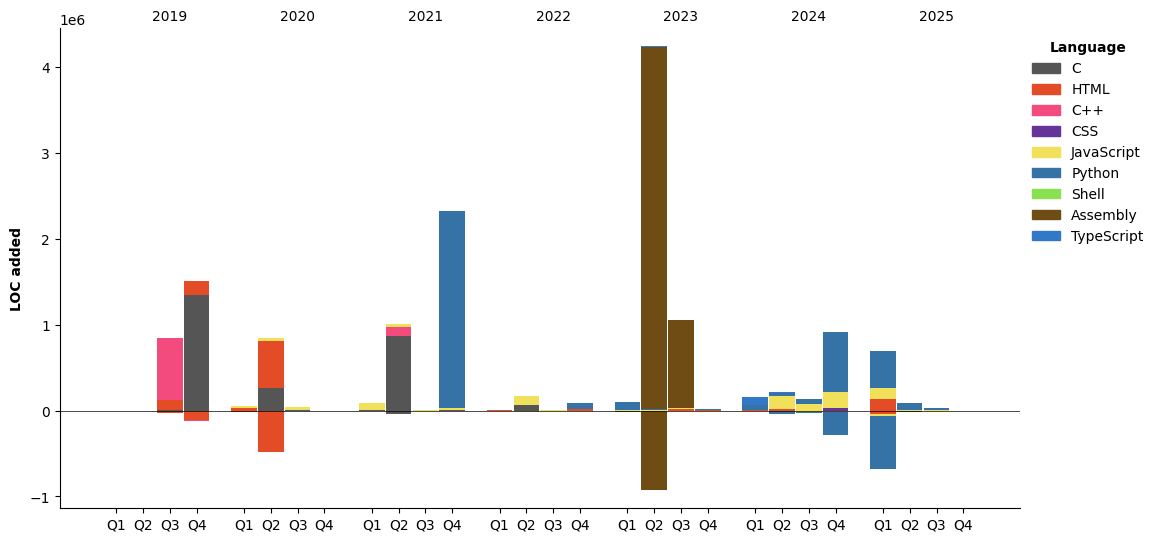 2019 2020 2021 2022 2023 2024 2025
1e6
4
3
2
1
0
−1
LOC added
Q1 Q2 Q3 Q4 Q1 Q2 Q3 Q4 Q1 Q2 Q3 Q4 Q1 Q2 Q3 Q4 Q1 Q2 Q3 Q4 Q1 Q2 Q3 Q4 Q1 Q2 Q3 Q4
Language
C
HTML
C++
CSS
JavaScript
Python
Shell
Assembly
TypeScript